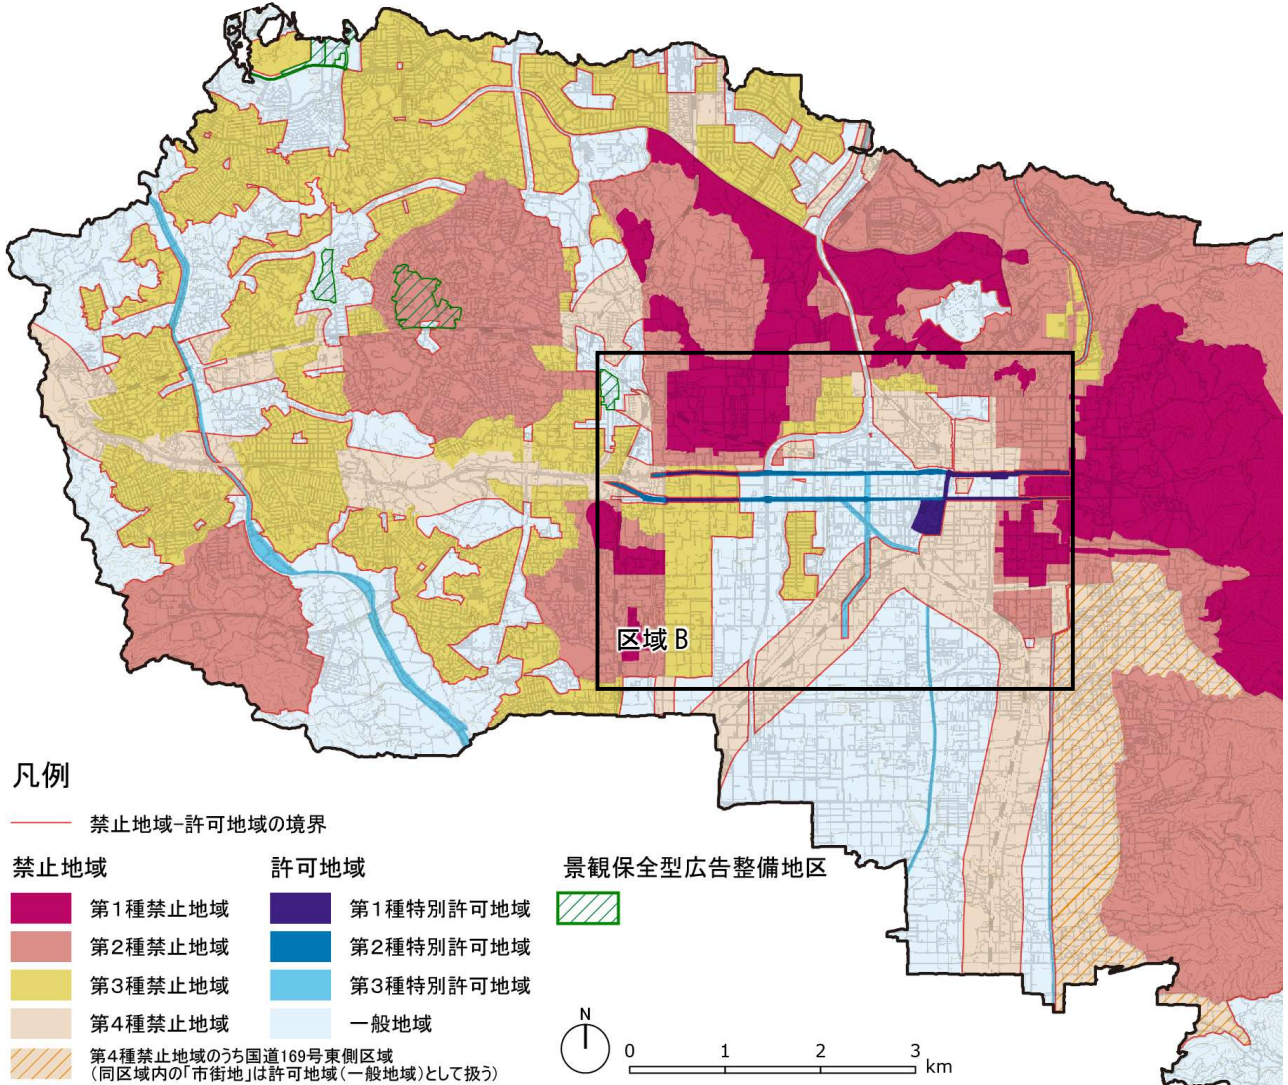 区域 B
凡例
禁止地域-許可地域の境界
禁止地域
第1種禁止地域
第2種禁止地域
第3種禁止地域
第4種禁止地域
第4種禁止地域のうち国道169号東側区域
(同区域内の「市街地」は許可地域(一般地域)として扱う)
許可地域
第1種特別許可地域
第2種特別許可地域
第3種特別許可地域
一般地域
景観保全型広告整備地区
N
0 1 2 3 km